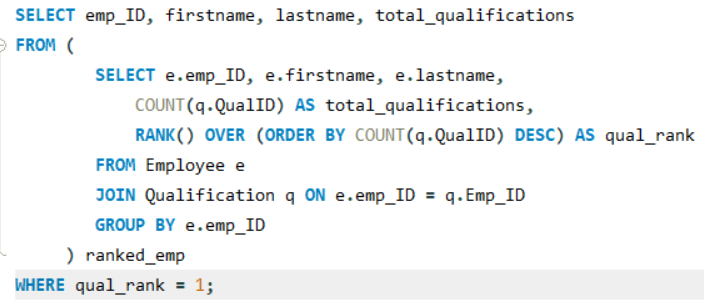 SELECT emp_ID, firstname, lastname, total_qualifications
FROM (
SELECT e.emp_ID, e.firstname, e.lastname,
COUNT(q.QualID) AS total_qualifications,
RANK() OVER (ORDER BY COUNT(q.QualID) DESC) AS qual_rank
FROM Employee e
JOIN Qualification q ON e.emp_ID = q.Emp_ID
GROUP BY e.emp_ID
) ranked_emp
WHERE qual_rank = 1;